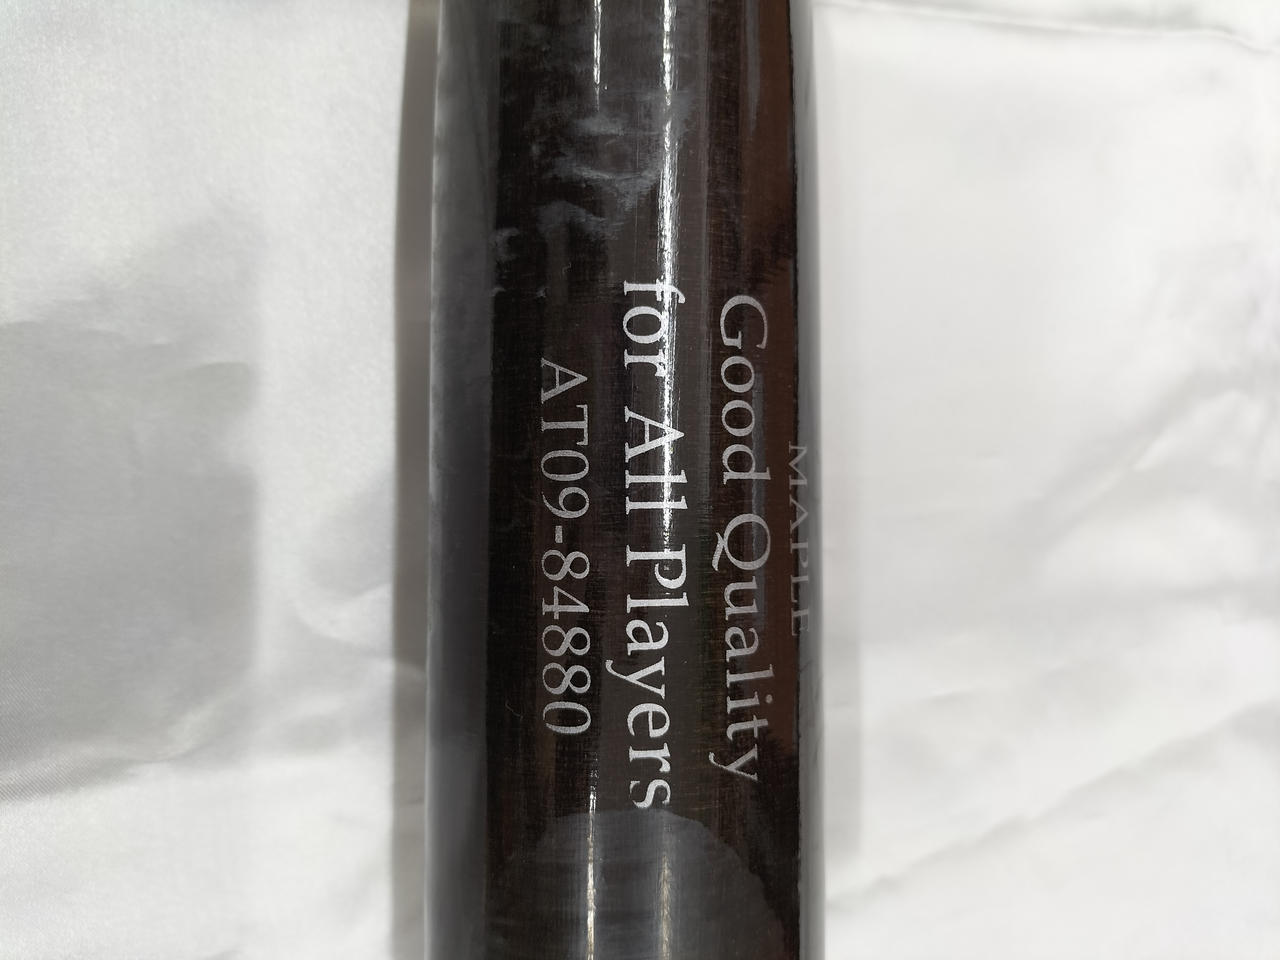 MAPLE
Good Quality
for All Players
AT09-84880